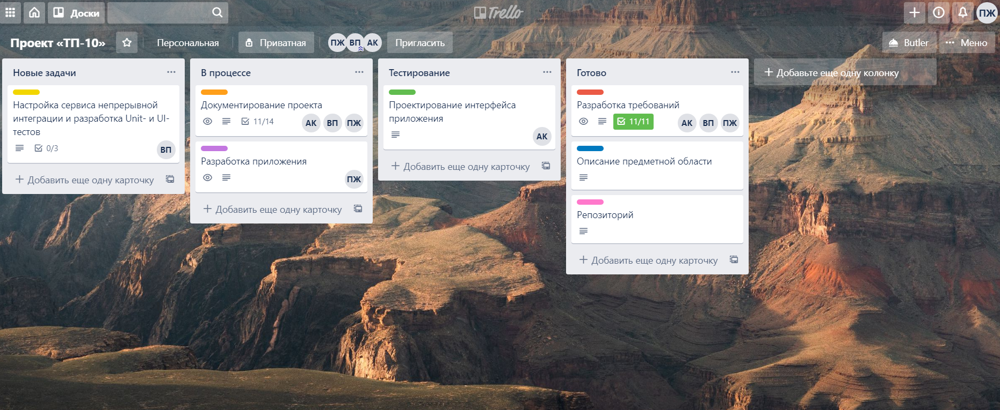 Доски
Trello
ПЖ
Проект «ТП-10»
Персональная
Приватная
ПЖ ВП АК
Пригласить
Butler
Меню
Новые задачи
Настройка сервиса непрерывной
интеграции и разработка Unit- и UI-
тестов
0/3
ВП
Добавить еще одну карточку
В процессе
Документирование проекта
11/14
АК ВП ПЖ
Разработка приложения
ПЖ
Добавить еще одну карточку
Тестирование
Проектирование интерфейса
приложения
АК
Добавить еще одну карточку
Готово
Разработка требований
11/11
АК ВП ПЖ
Описание предметной области
Репозиторий
Добавить еще одну карточку
Добавьте еще одну колонку